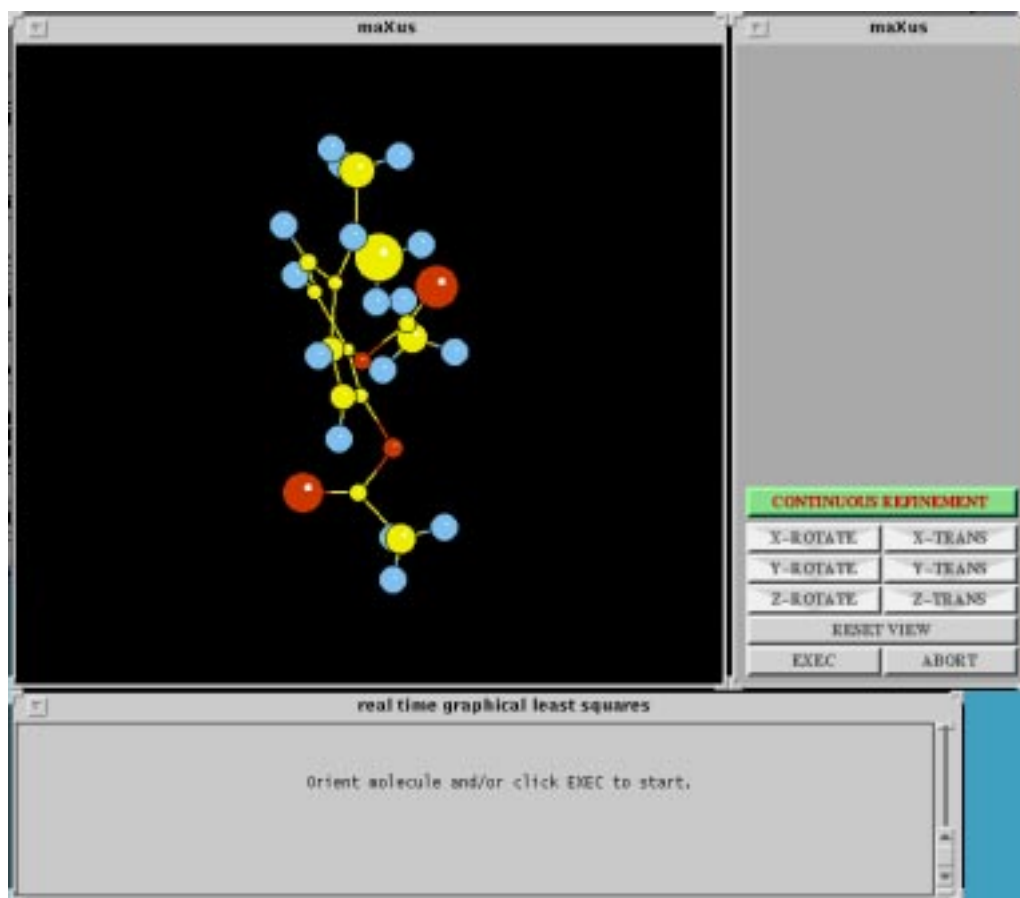 maXus
maXus
CONTINUOUS REFINEMENT
X-ROTATE X-TRANS
Y-ROTATE Y-TRANS
Z-ROTATE Z-TRANS
RESET VIEW
EXEC ABORT
real time graphical least squares
Orient molecule and/or click EXEC to start.